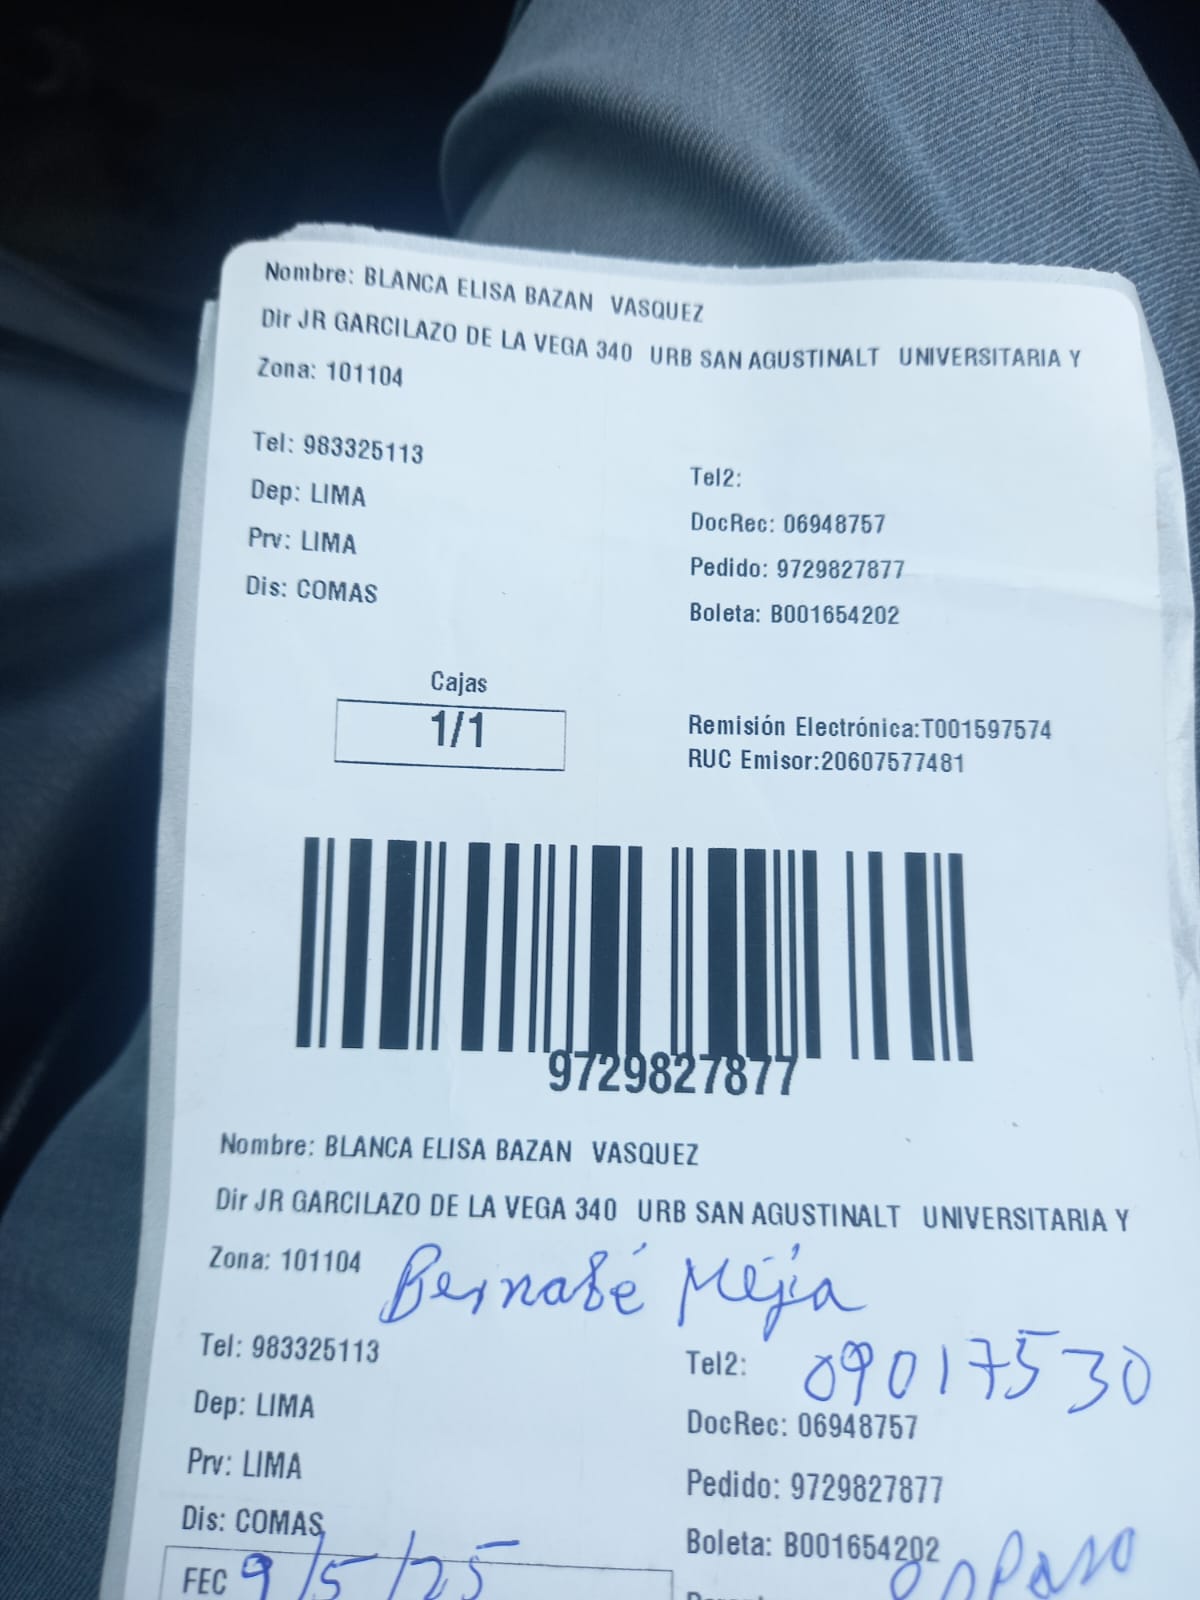 Nombre: BLANCA ELISA BAZAN VASQUEZ
Dir JR GARCILAZO DE LA VEGA 340 URB SAN AGUSTINALT UNIVERSITARIA Y
Zona: 101104
Tel: 983325113
Tel2:
Dep: LIMA
DocRec: 06948757
Prv: LIMA
Pedido: 9729827877
Dis: COMAS
Boleta: B001654202
Cajas
1/1
Remisión Electrónica:T001597574
RUC Emisor:20607577481
9729827877
Nombre: BLANCA ELISA BAZAN VASQUEZ
Dir JR GARCILAZO DE LA VEGA 340 URB SAN AGUSTINALT UNIVERSITARIA Y
Zona: 101104
Bernabé Méjia
Tel: 983325113
Tel2: 09017530
Dep: LIMA
DocRec: 06948757
Prv: LIMA
Pedido: 9729827877
Dis: COMAS
Boleta: B001654202
FEC 9/5/25